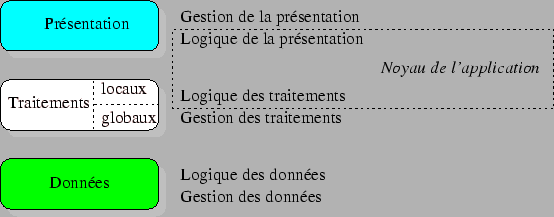 Présentation
Gestion de la présentation
Logique de la présentation
Noyau de l'application
Traitements
locaux
globaux
Logique des traitements
Gestion des traitements
Données
Logique des données
Gestion des données